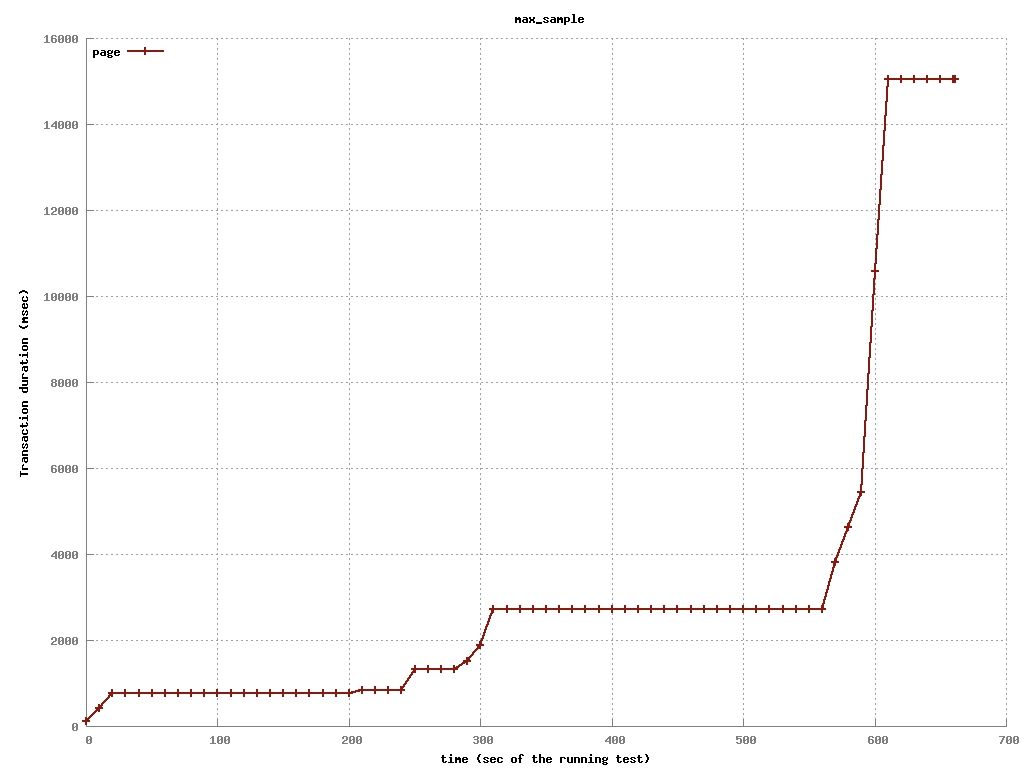 max_sample
page
16000
14000
12000
10000
8000
6000
4000
2000
0
Transaction duration (msec)
0 100 200 300 400 500 600 700
time (sec of the running test)